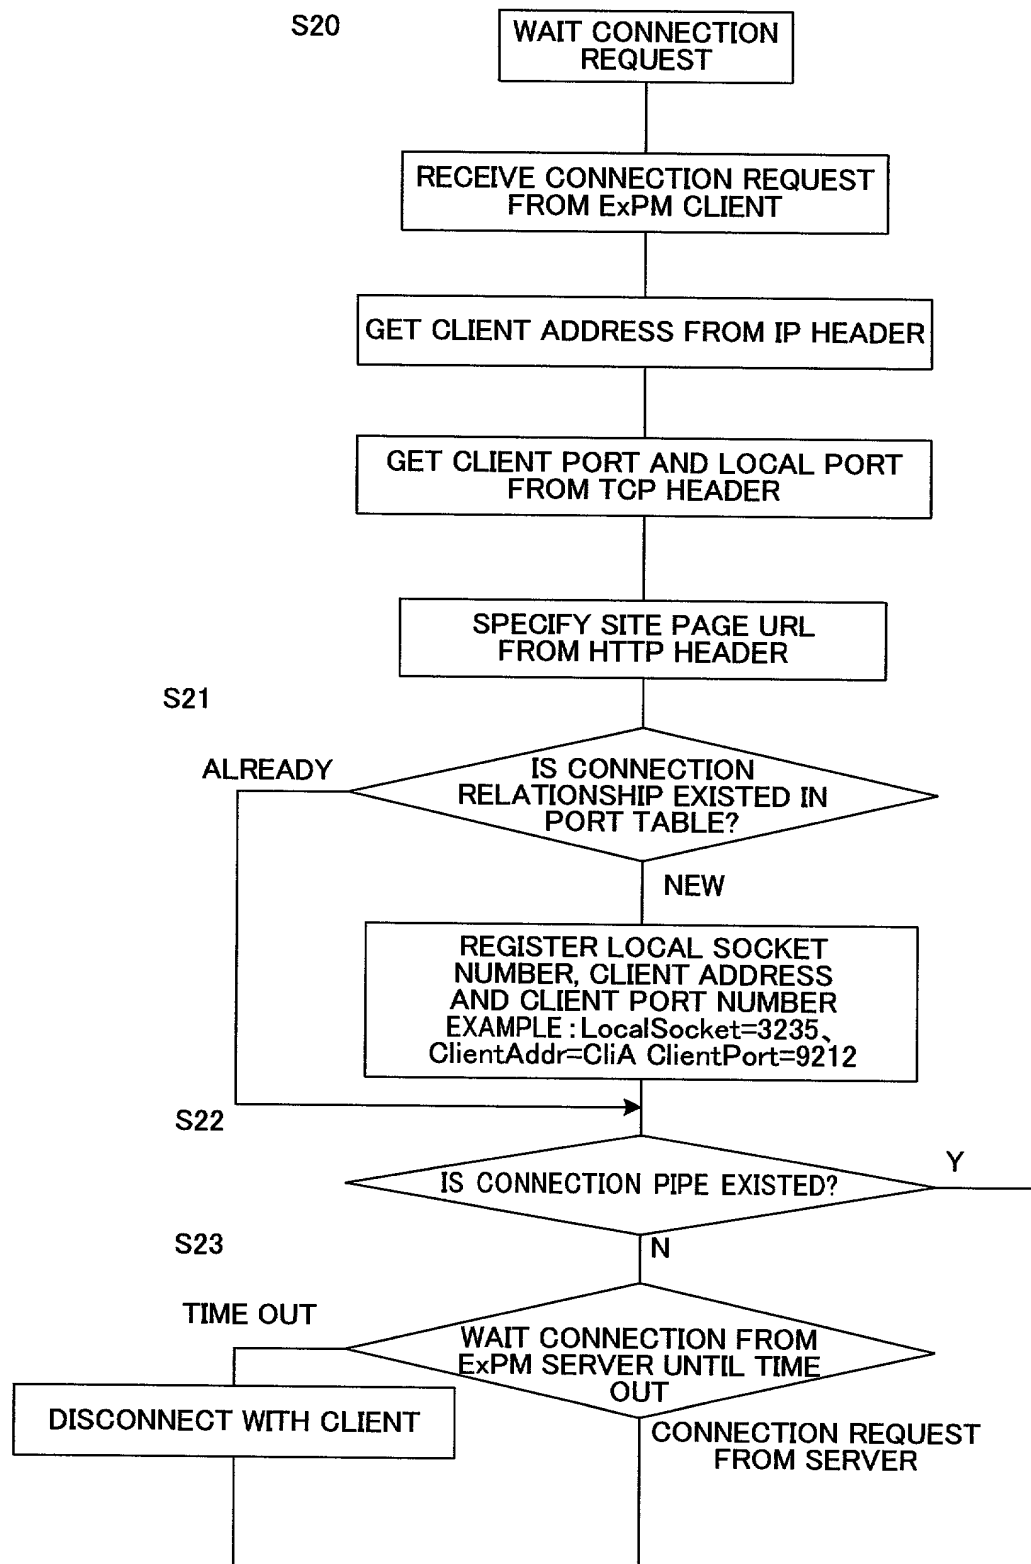 S20
WAIT CONNECTION
REQUEST
RECEIVE CONNECTION REQUEST
FROM ExPM CLIENT
GET CLIENT ADDRESS FROM IP HEADER
GET CLIENT PORT AND LOCAL PORT
FROM TCP HEADER
SPECIFY SITE PAGE URL
FROM HTTP HEADER
S21
ALREADY
IS CONNECTION
RELATIONSHIP EXISTED IN
PORT TABLE?
NEW
REGISTER LOCAL SOCKET
NUMBER, CLIENT ADDRESS
AND CLIENT PORT NUMBER
EXAMPLE:LocalSocket=3235、
ClientAddr=CliA ClientPort=9212
S22
IS CONNECTION PIPE EXISTED?
Y
N
S23
TIME OUT
WAIT CONNECTION FROM
ExPM SERVER UNTIL TIME
OUT
DISCONNECT WITH CLIENT
CONNECTION REQUEST
FROM SERVER